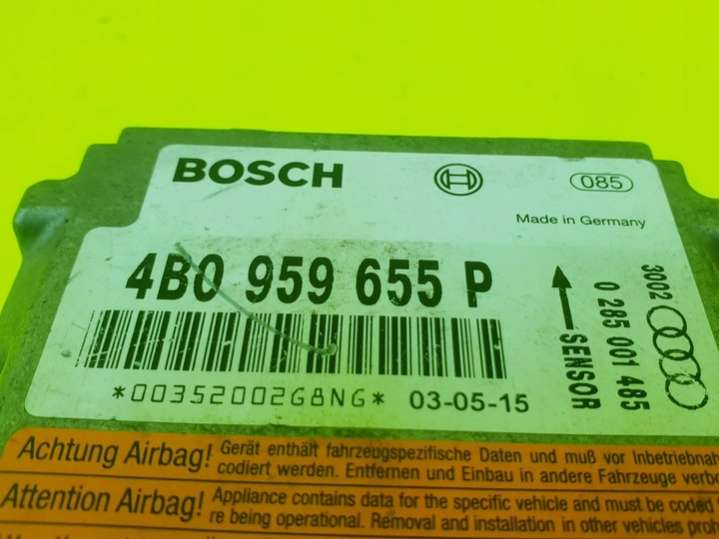 BOSCH
085
Made in Germany
4B0 959 655 P
*00352002G8NG* 03-05-15
SENSOR
0 285 001 485
3002
Achtung Airbag! Gerät enthält fahrzeugspezifische Daten und muß vor Inbetriebnah
codiert werden. Entfernen und Einbau in andere Fahrzeuge verbo
Attention Airbag! Appliance contains data for the specific vehicle and must be coded
re being operational. Removal and installation in other vehicles proh